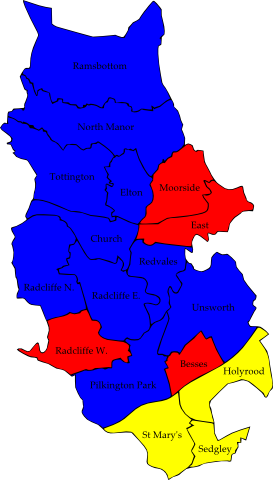 Ramsbottom
North Manor
Tottington
Elton
Moorside
East
Church
Redvales
Radcliffe N.
Radcliffe E.
Unsworth
Radcliffe W.
Besses
Holyrood
Pilkington Park
St Mary's
Sedgley